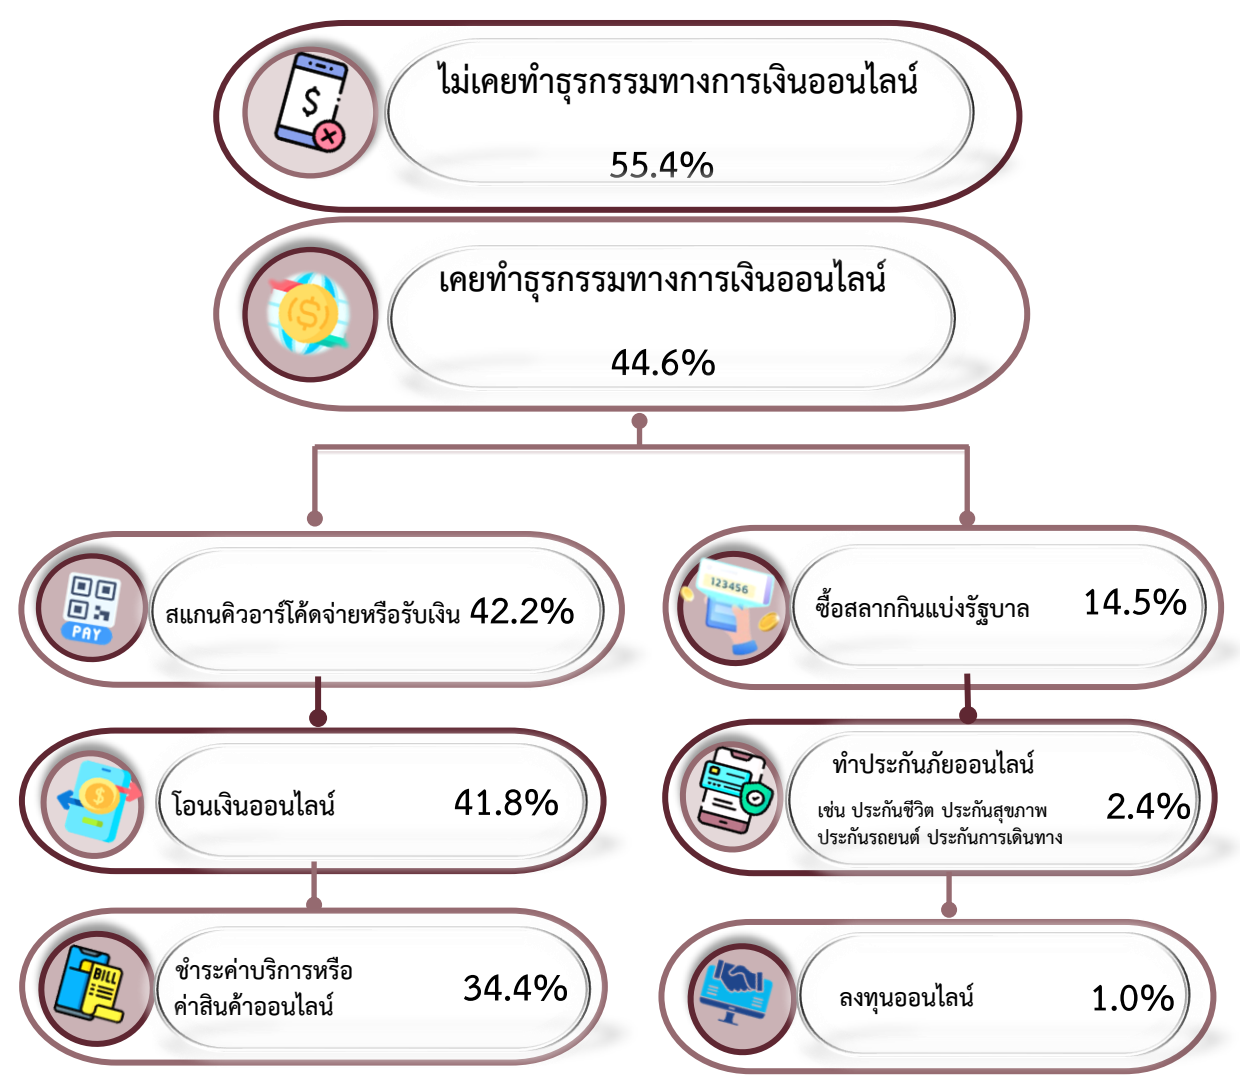 ไม่เคยทำธุรกรรมทางการเงินออนไลน์
55.4%
เคยทำธุรกรรมทางการเงินออนไลน์
44.6%
PAY
สแกนคิวอาร์โค้ดจ่ายหรือรับเงิน 42.2%
โอนเงินออนไลน์ 41.8%
BILL
ชำระค่าบริการหรือ
ค่าสินค้าออนไลน์
34.4%
123456
ซื้อสลากกินแบ่งรัฐบาล 14.5%
ทำประกันภัยออนไลน์
เช่น ประกันชีวิต ประกันสุขภาพ
ประกันรถยนต์ ประกันการเดินทาง
2.4%
ลงทุนออนไลน์ 1.0%